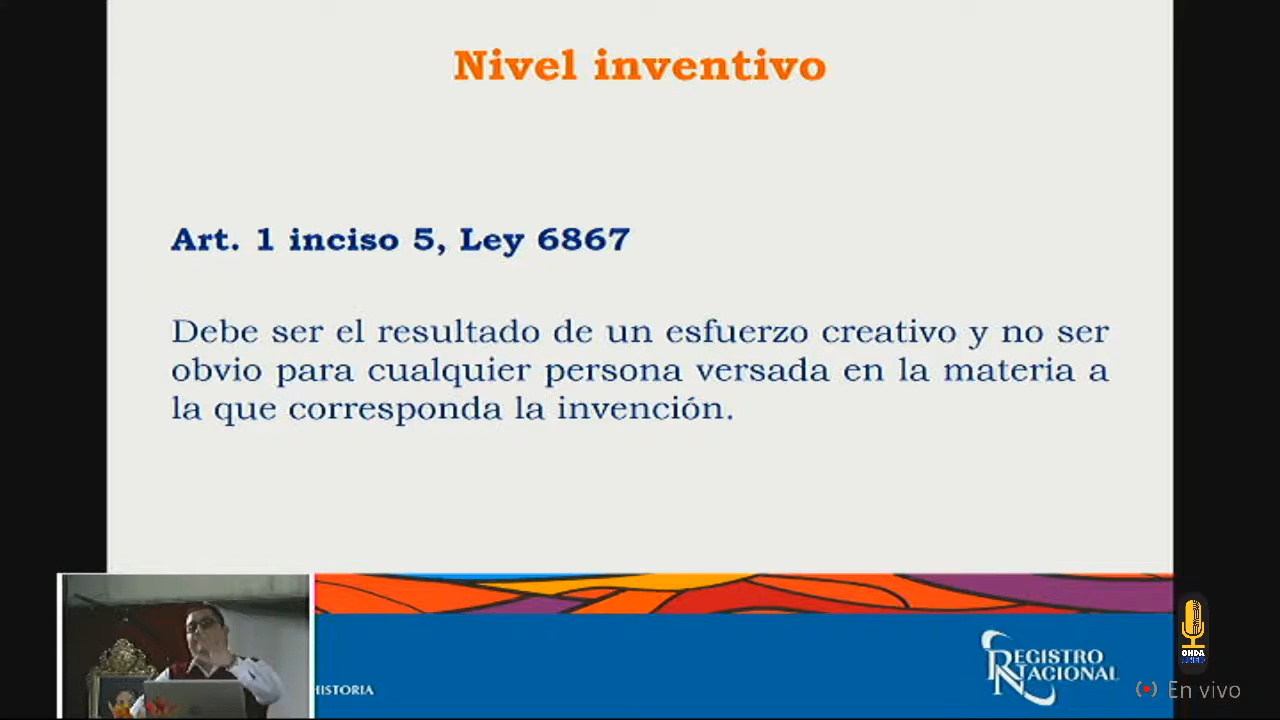 Nivel inventivo
Art. 1 inciso 5, Ley 6867
Debe ser el resultado de un esfuerzo creativo y no ser
obvio para cualquier persona versada en la materia a
la que corresponda la invención.
HISTORIA
REGISTRO
NACIONAL
ONDA
En vivo